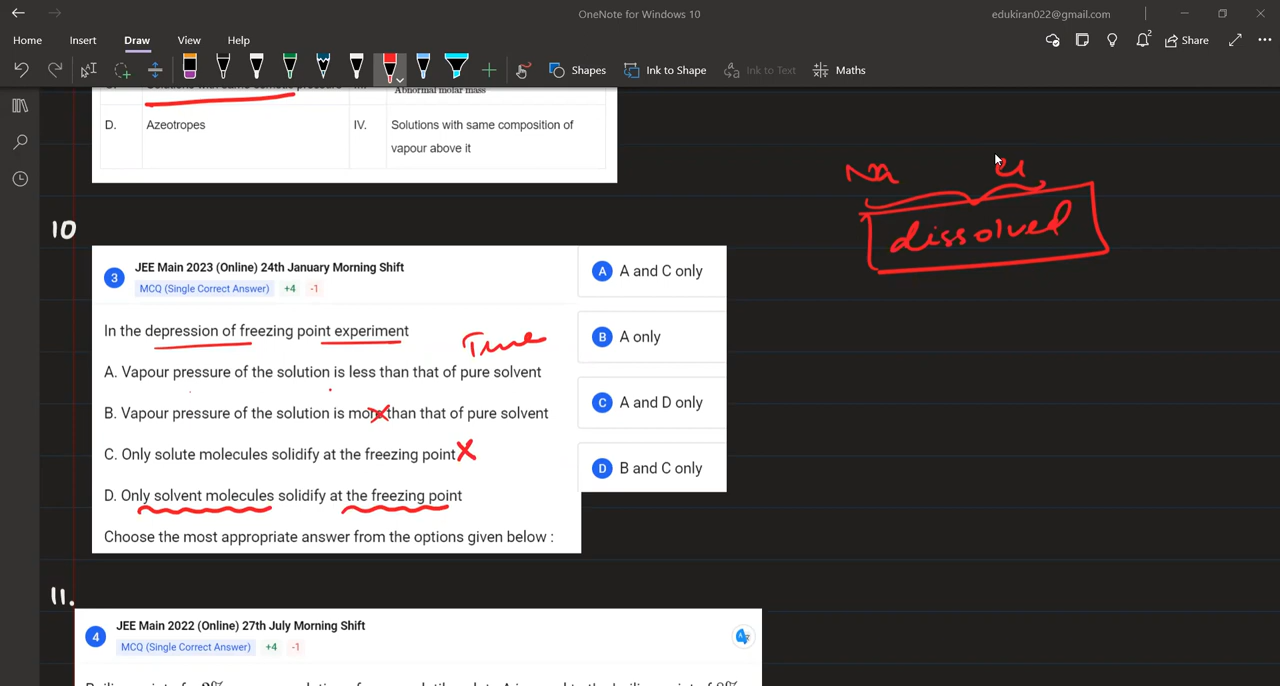 OneNote for Windows 10
edukiran022@gmail.com
Home Insert Draw View Help
Share
Shapes Ink to Shape Ink to Text Maths
Solutions with same osmotic pressure
Abnormal molar mass
D. Azeotropes IV. Solutions with same composition of
vapour above it
Na Cl
dissolved
10
3 JEE Main 2023 (Online) 24th January Morning Shift
MCQ (Single Correct Answer) +4 -1
In the depression of freezing point experiment
True
A. Vapour pressure of the solution is less than that of pure solvent
B. Vapour pressure of the solution is more than that of pure solvent
C. Only solute molecules solidify at the freezing point
D. Only solvent molecules solidify at the freezing point
Choose the most appropriate answer from the options given below :
A A and C only
B A only
C A and D only
D B and C only
11.
4 JEE Main 2022 (Online) 27th July Morning Shift
MCQ (Single Correct Answer) +4 -1